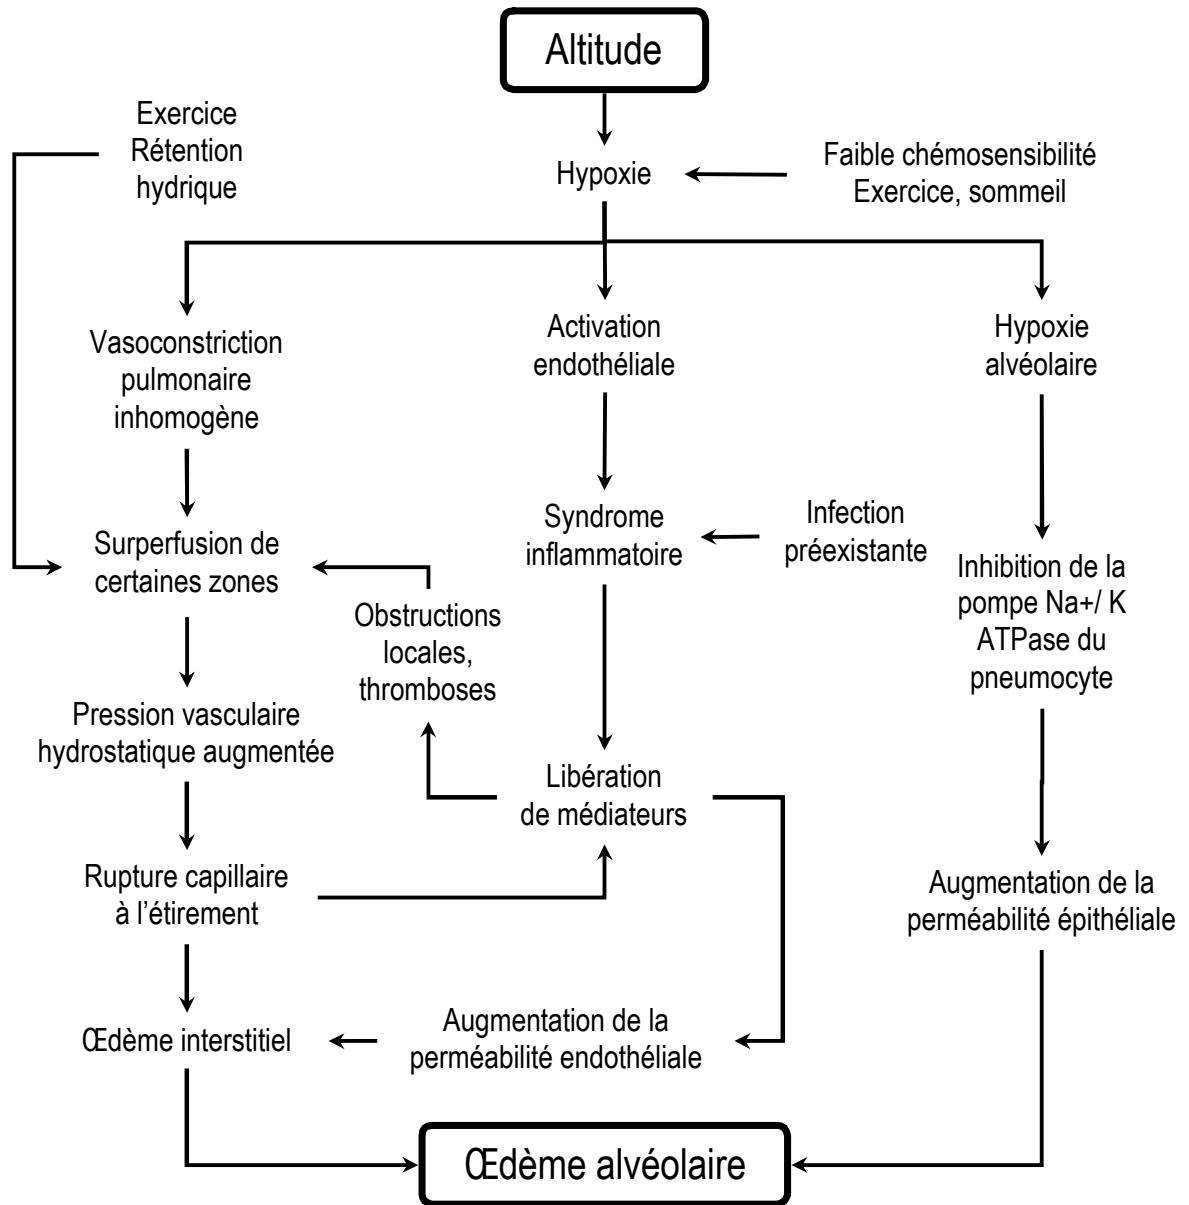 Altitude
Exercice
Rétention
hydrique
Hypoxie
Faible chémosensibilité
Exercice, sommeil
Vasoconstriction
pulmonaire
inhomogène
Activation
endothéliale
Hypoxie
alvéolaire
Surperfusion de
certaines zones
Syndrome
inflammatoire
Infection
préexistante
Obstructions
locales,
thromboses
Inhibition de la
pompe Na+/ K
ATPase du
pneumocyte
Pression vasculaire
hydrostatique augmentée
Libération
de médiateurs
Rupture capillaire
à l’étirement
Augmentation de la
perméabilité épithéliale
Œdème interstitiel
Augmentation de la
perméabilité endothéliale
Œdème alvéolaire